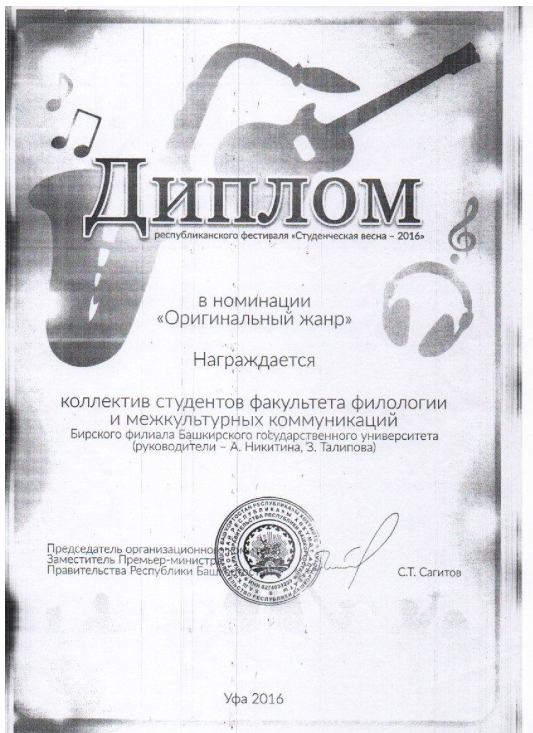 Диплом
республиканского фестиваля «Студенческая весна – 2016»
в номинации
«Оригинальный жанр»
Награждается
коллектив студентов факультета филологии
и межкультурных коммуникаций
Бирского филиала Башкирского государственного университета
(руководители – А. Никитина, З. Талипова)
Председатель организационного
Заместитель Премьер-министра
Правительства Республики
С.Т. Сагитов
Уфа 2016